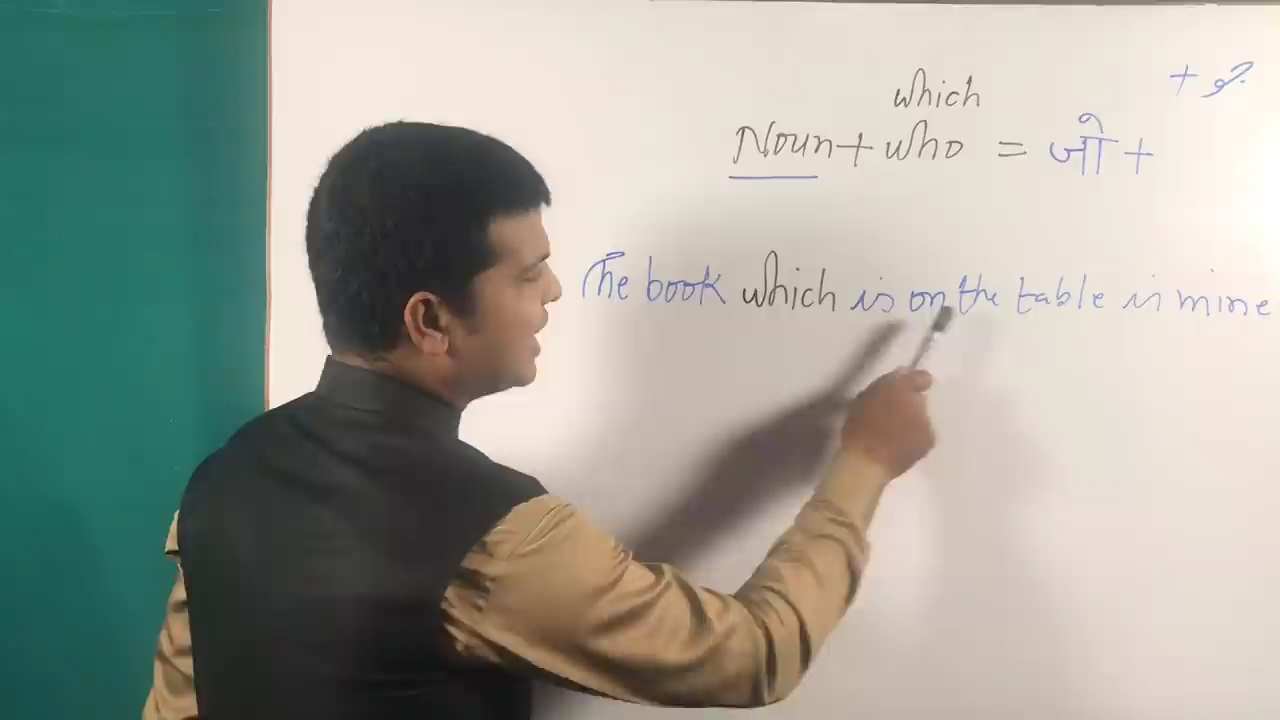 which
Noun + who = जो +
The book which is on the table is mine